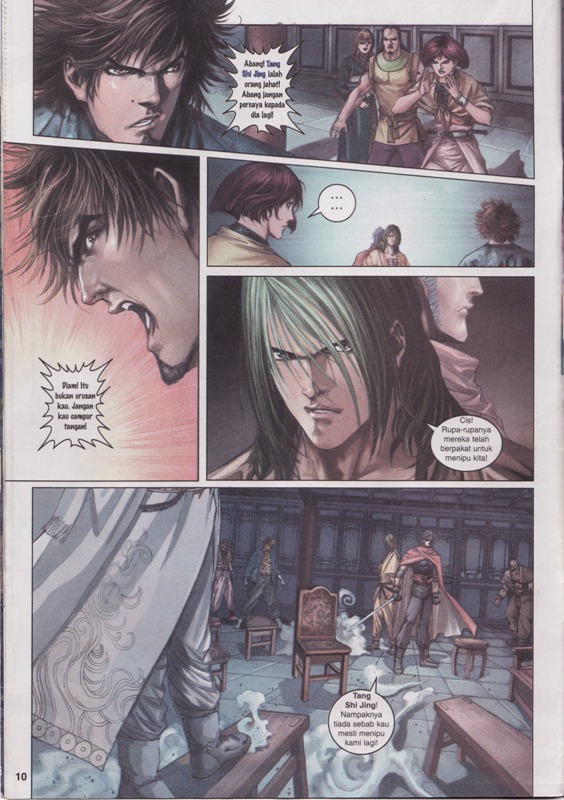 Abang! Tang
Shi Jing ialah
orang jahat!
Abang jangan
percaya kepada
dia lagi!
... ...
Diam! Itu
bukan urusan
kau. Jangan
kau campur
tangan!
Cis!
Rupa-rupanya
mereka telah
berpakat untuk
menipu kita!
Tang
Shi Jing!
Nampaknya
tiada sebab kau
mesti menipu
kami lagi!
10